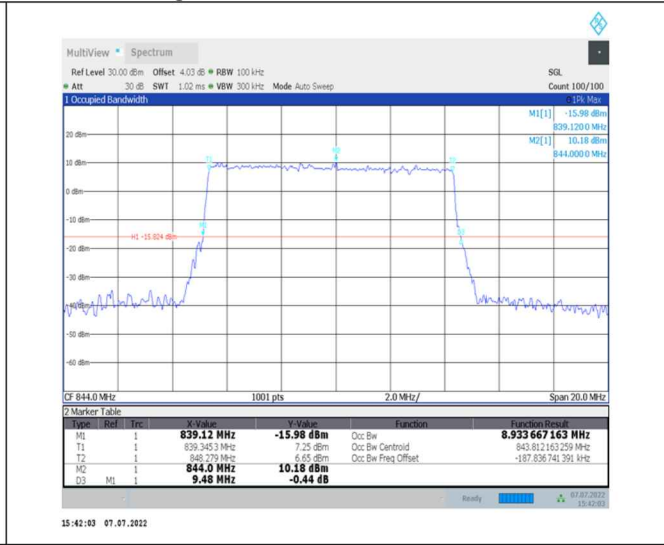 MultiView Spectrum
Ref Level 30.00 dBm Offset 4.03 dB RBW 100 kHz SGL
Att 30 dB SWT 1.02 ms VBW 300 kHz Mode Auto Sweep Count 100/100
1 Occupied Bandwidth 1Pk Max
M1[1] -15.98 dBm
839.1200 MHz
M2[1] 10.18 dBm
844.0000 MHz
20 dBm
10 dBm
0 dBm
-10 dBm
H1 -15.824 dBm
-20 dBm
-30 dBm
-40 dBm
-50 dBm
-60 dBm
CF 844.0 MHz 1001 pts 2.0 MHz/ Span 20.0 MHz
2 Marker Table
Type Ref Trc X-Value Y-Value Function Function Result
M1 1 839.12 MHz -15.98 dBm Occ Bw 8.933 667 163 MHz
T1 1 839.3453 MHz 7.25 dBm Occ Bw Centroid 843.812 163 259 MHz
T2 1 848.279 MHz 6.65 dBm Occ Bw Freq Offset -187.836 741 391 kHz
M2 1 844.0 MHz 10.18 dBm
D3 M1 1 9.48 MHz -0.44 dB
Ready 07.07.2022
15:42:03
15:42:03 07.07.2022